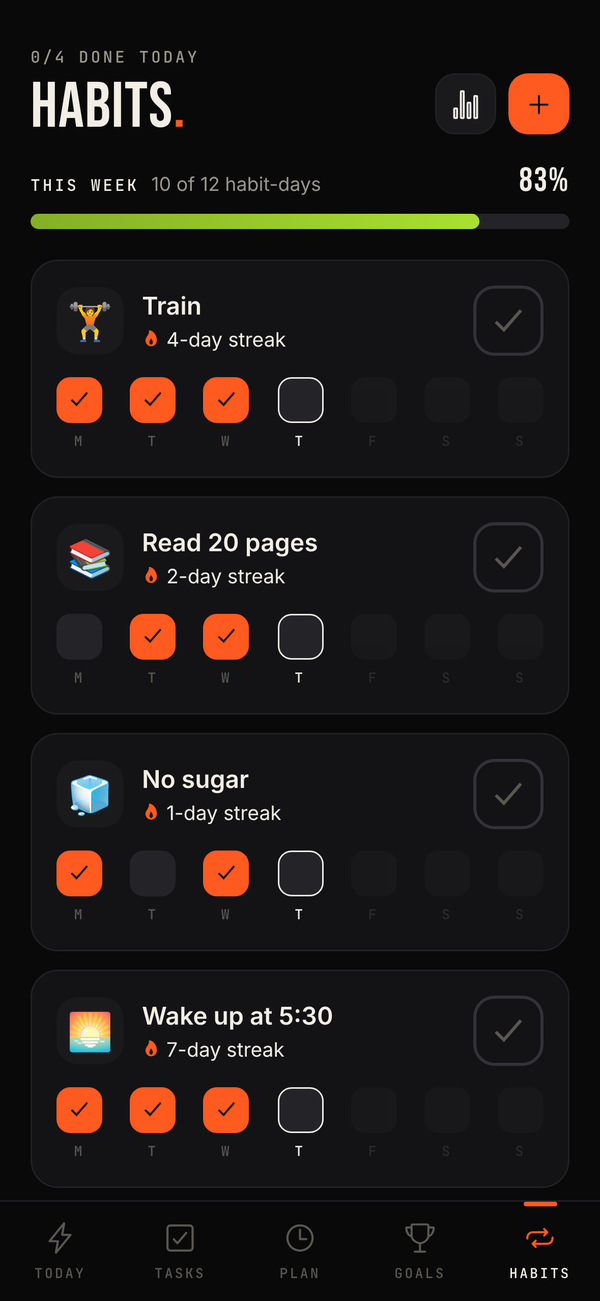 0/4 DONE TODAY
HABITS.
THIS WEEK 10 of 12 habit-days 83%
Train
4-day streak
M T W T F S S
Read 20 pages
2-day streak
M T W T F S S
No sugar
1-day streak
M T W T F S S
Wake up at 5:30
7-day streak
M T W T F S S
TODAY TASKS PLAN GOALS HABITS